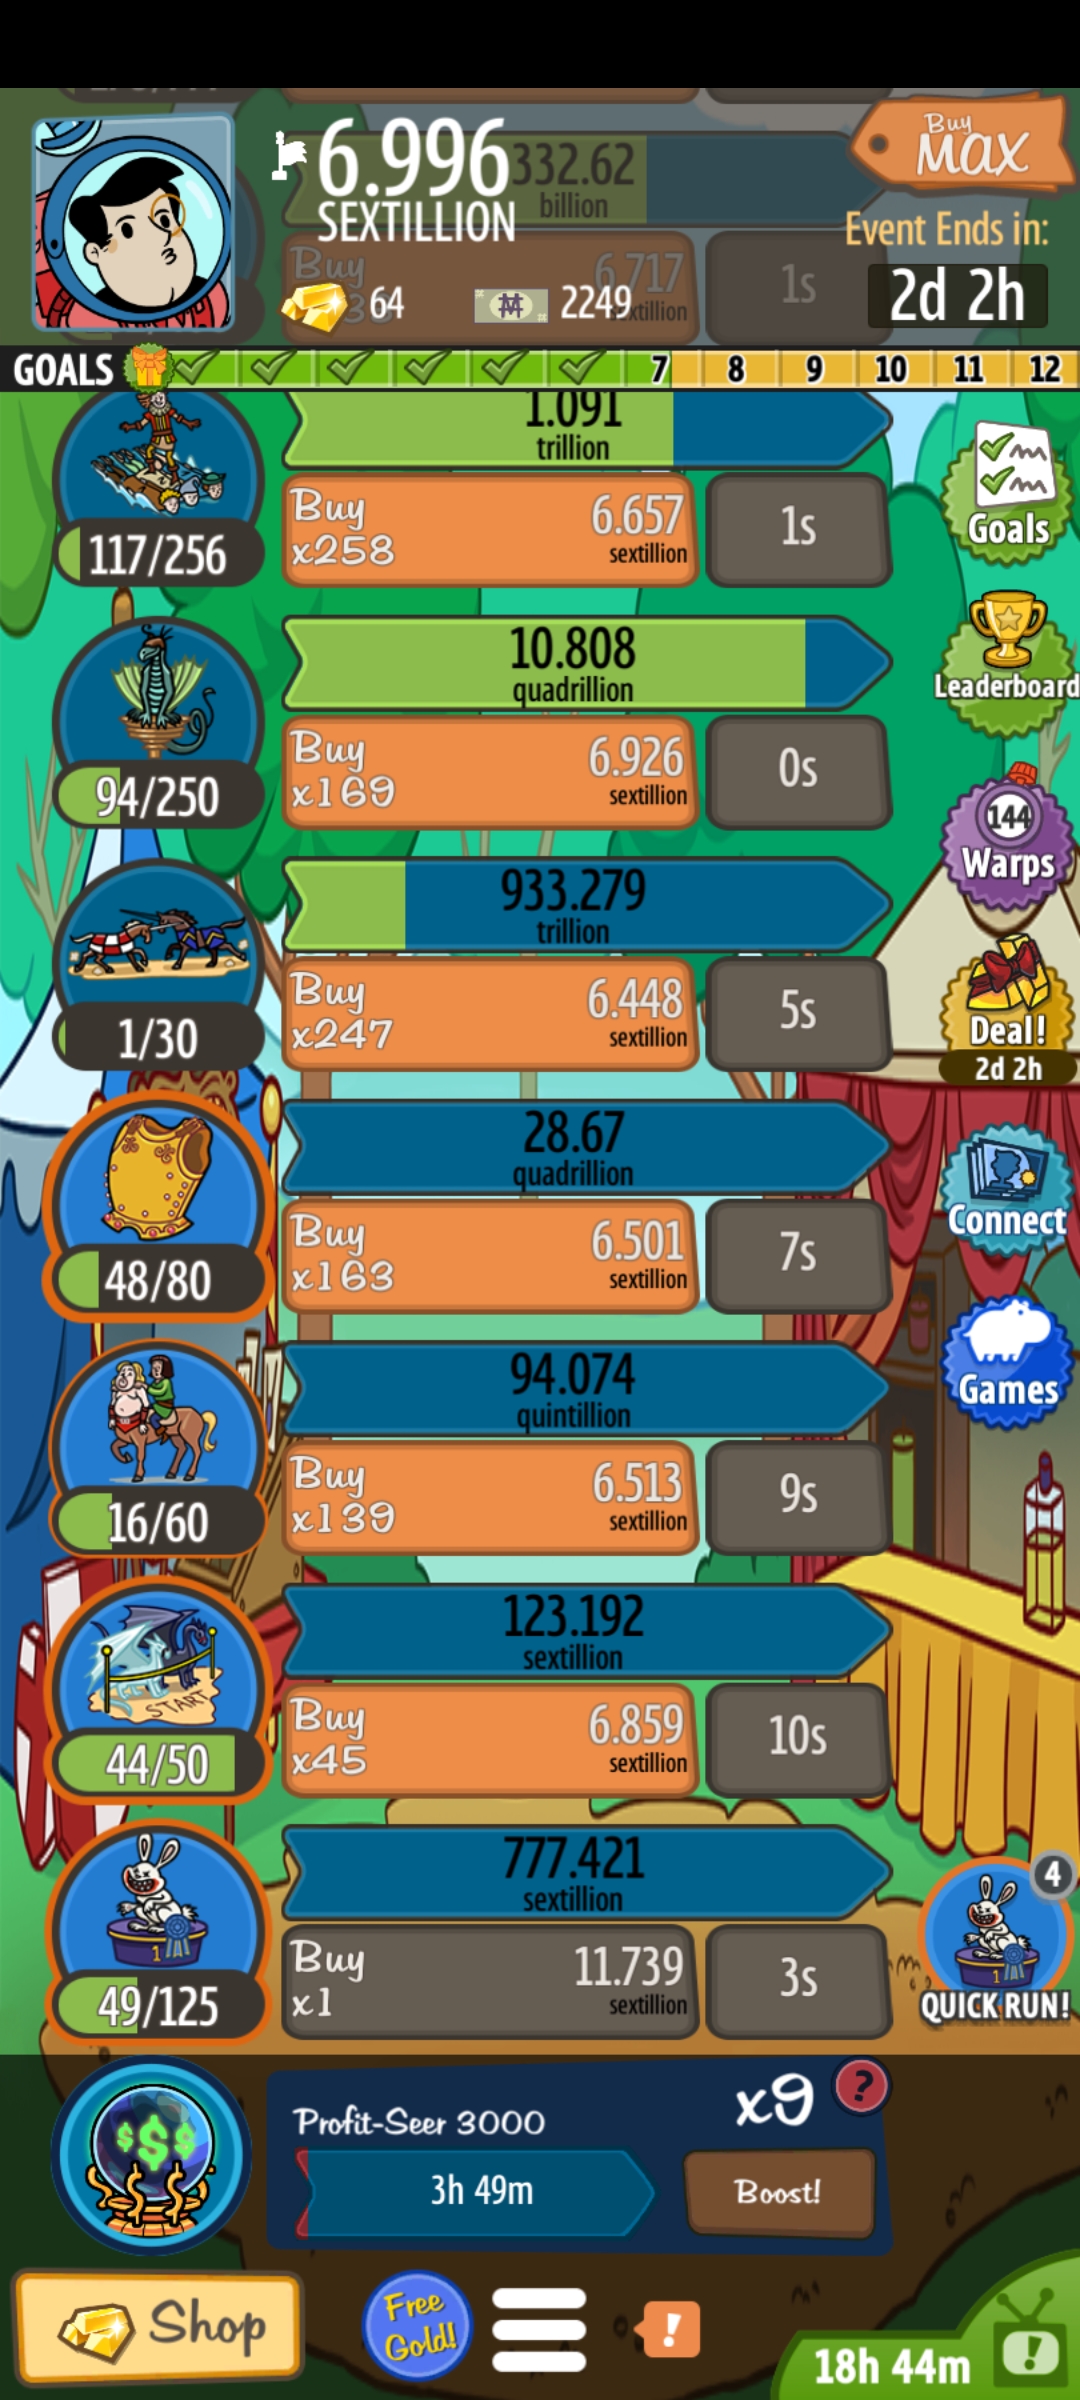 6.996
SEXTILLION
332.62
billion
Buy
MAX
Event Ends in:
2d 2h
Buy
6.717
1s
64
2249
GOALS
7 8 9 10 11 12
1.091
trillion
117/256
Buy
x258
6.657
sextillion
1s
Goals
10.808
quadrillion
Leaderboard
94/250
Buy
x169
6.926
sextillion
0s
144
Warps
933.279
trillion
1/30
Buy
x247
6.448
sextillion
5s
Deal!
2d 2h
28.67
quadrillion
48/80
Buy
x163
6.501
sextillion
7s
Connect
94.074
quintillion
Games
16/60
Buy
x139
6.513
sextillion
9s
123.192
sextillion
START
44/50
Buy
x45
6.859
sextillion
10s
777.421
sextillion
1
49/125
Buy
x1
11.739
sextillion
3s
4
1
QUICK RUN!
$$$
Profit-Seer 3000
x9
?
3h 49m
Boost!
Shop
Free
Gold!
!
!
18h 44m